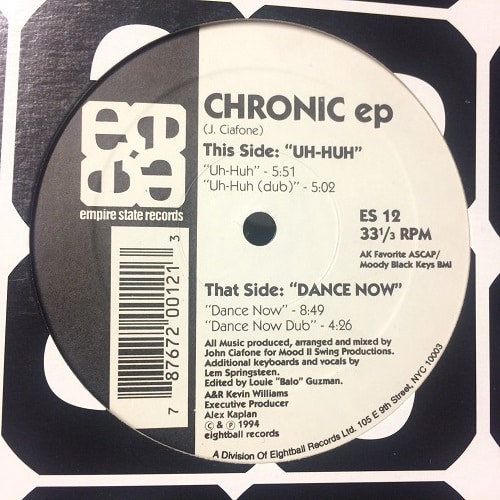 CHRONIC ep
(J. Ciafone)
This Side: "UH-HUH"
"Uh-Huh" - 5:51
"Uh-Huh (dub)" - 5:02
empire state records
ES 12
33 1/3 RPM
AK Favorite ASCAP/
Moody Black Keys BMI
That Side: "DANCE NOW"
"Dance Now" - 8:49
"Dance Now Dub" - 4:26
All Music produced, arranged and mixed by
John Ciafone for Mood II Swing Productions.
Additional keyboards and vocals by
Lem Springsteen.
Edited by Louie "Balo" Guzman.
A&R Kevin Williams
Executive Producer
Alex Kaplan
© & ℗ 1994
eightball records
A Division Of Eightball Records Ltd. 105 E 9th Street, NYC 10003
7 87672 00121 3